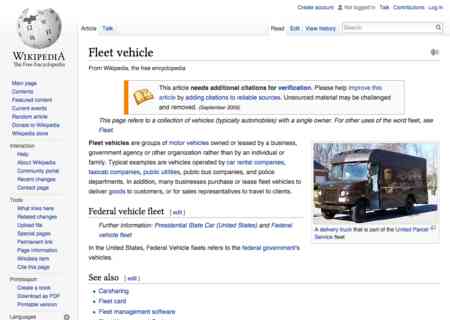 Create account Not logged in Talk Contributions Log in
Article Talk Read Edit View history Search
WIKIPEDIA
The Free Encyclopedia
Main page
Contents
Featured content
Current events
Random article
Donate to Wikipedia
Wikipedia store
Interaction
Help
About Wikipedia
Community portal
Recent changes
Contact page
Tools
What links here
Related changes
Upload file
Special pages
Permanent link
Page information
Wikidata item
Cite this page
Print/export
Create a book
Download as PDF
Printable version
Languages
Fleet vehicle
From Wikipedia, the free encyclopedia
This article needs additional citations for verification. Please help improve this
article by adding citations to reliable sources. Unsourced material may be challenged
and removed. (September 2009)
This page refers to a collection of vehicles (typically automobiles) with a single owner. For other uses of the word fleet, see
Fleet
Fleet vehicles are groups of motor vehicles owned or leased by a business,
government agency or other organization rather than by an individual or
family. Typical examples are vehicles operated by car rental companies,
taxicab companies, public utilities, public bus companies, and police
departments. In addition, many businesses purchase or lease fleet vehicles to
deliver goods to customers, or for sales representatives to travel to clients.
A delivery truck that is part of the United Parcel
Service fleet
Federal vehicle fleet [ edit ]
Further information: Presidential State Car (United States) and Federal
vehicle fleet
In the United States, Federal Vehicle fleets refers to the federal government's
vehicles.
See also [ edit ]
Carsharing
Fleet card
Fleet management software